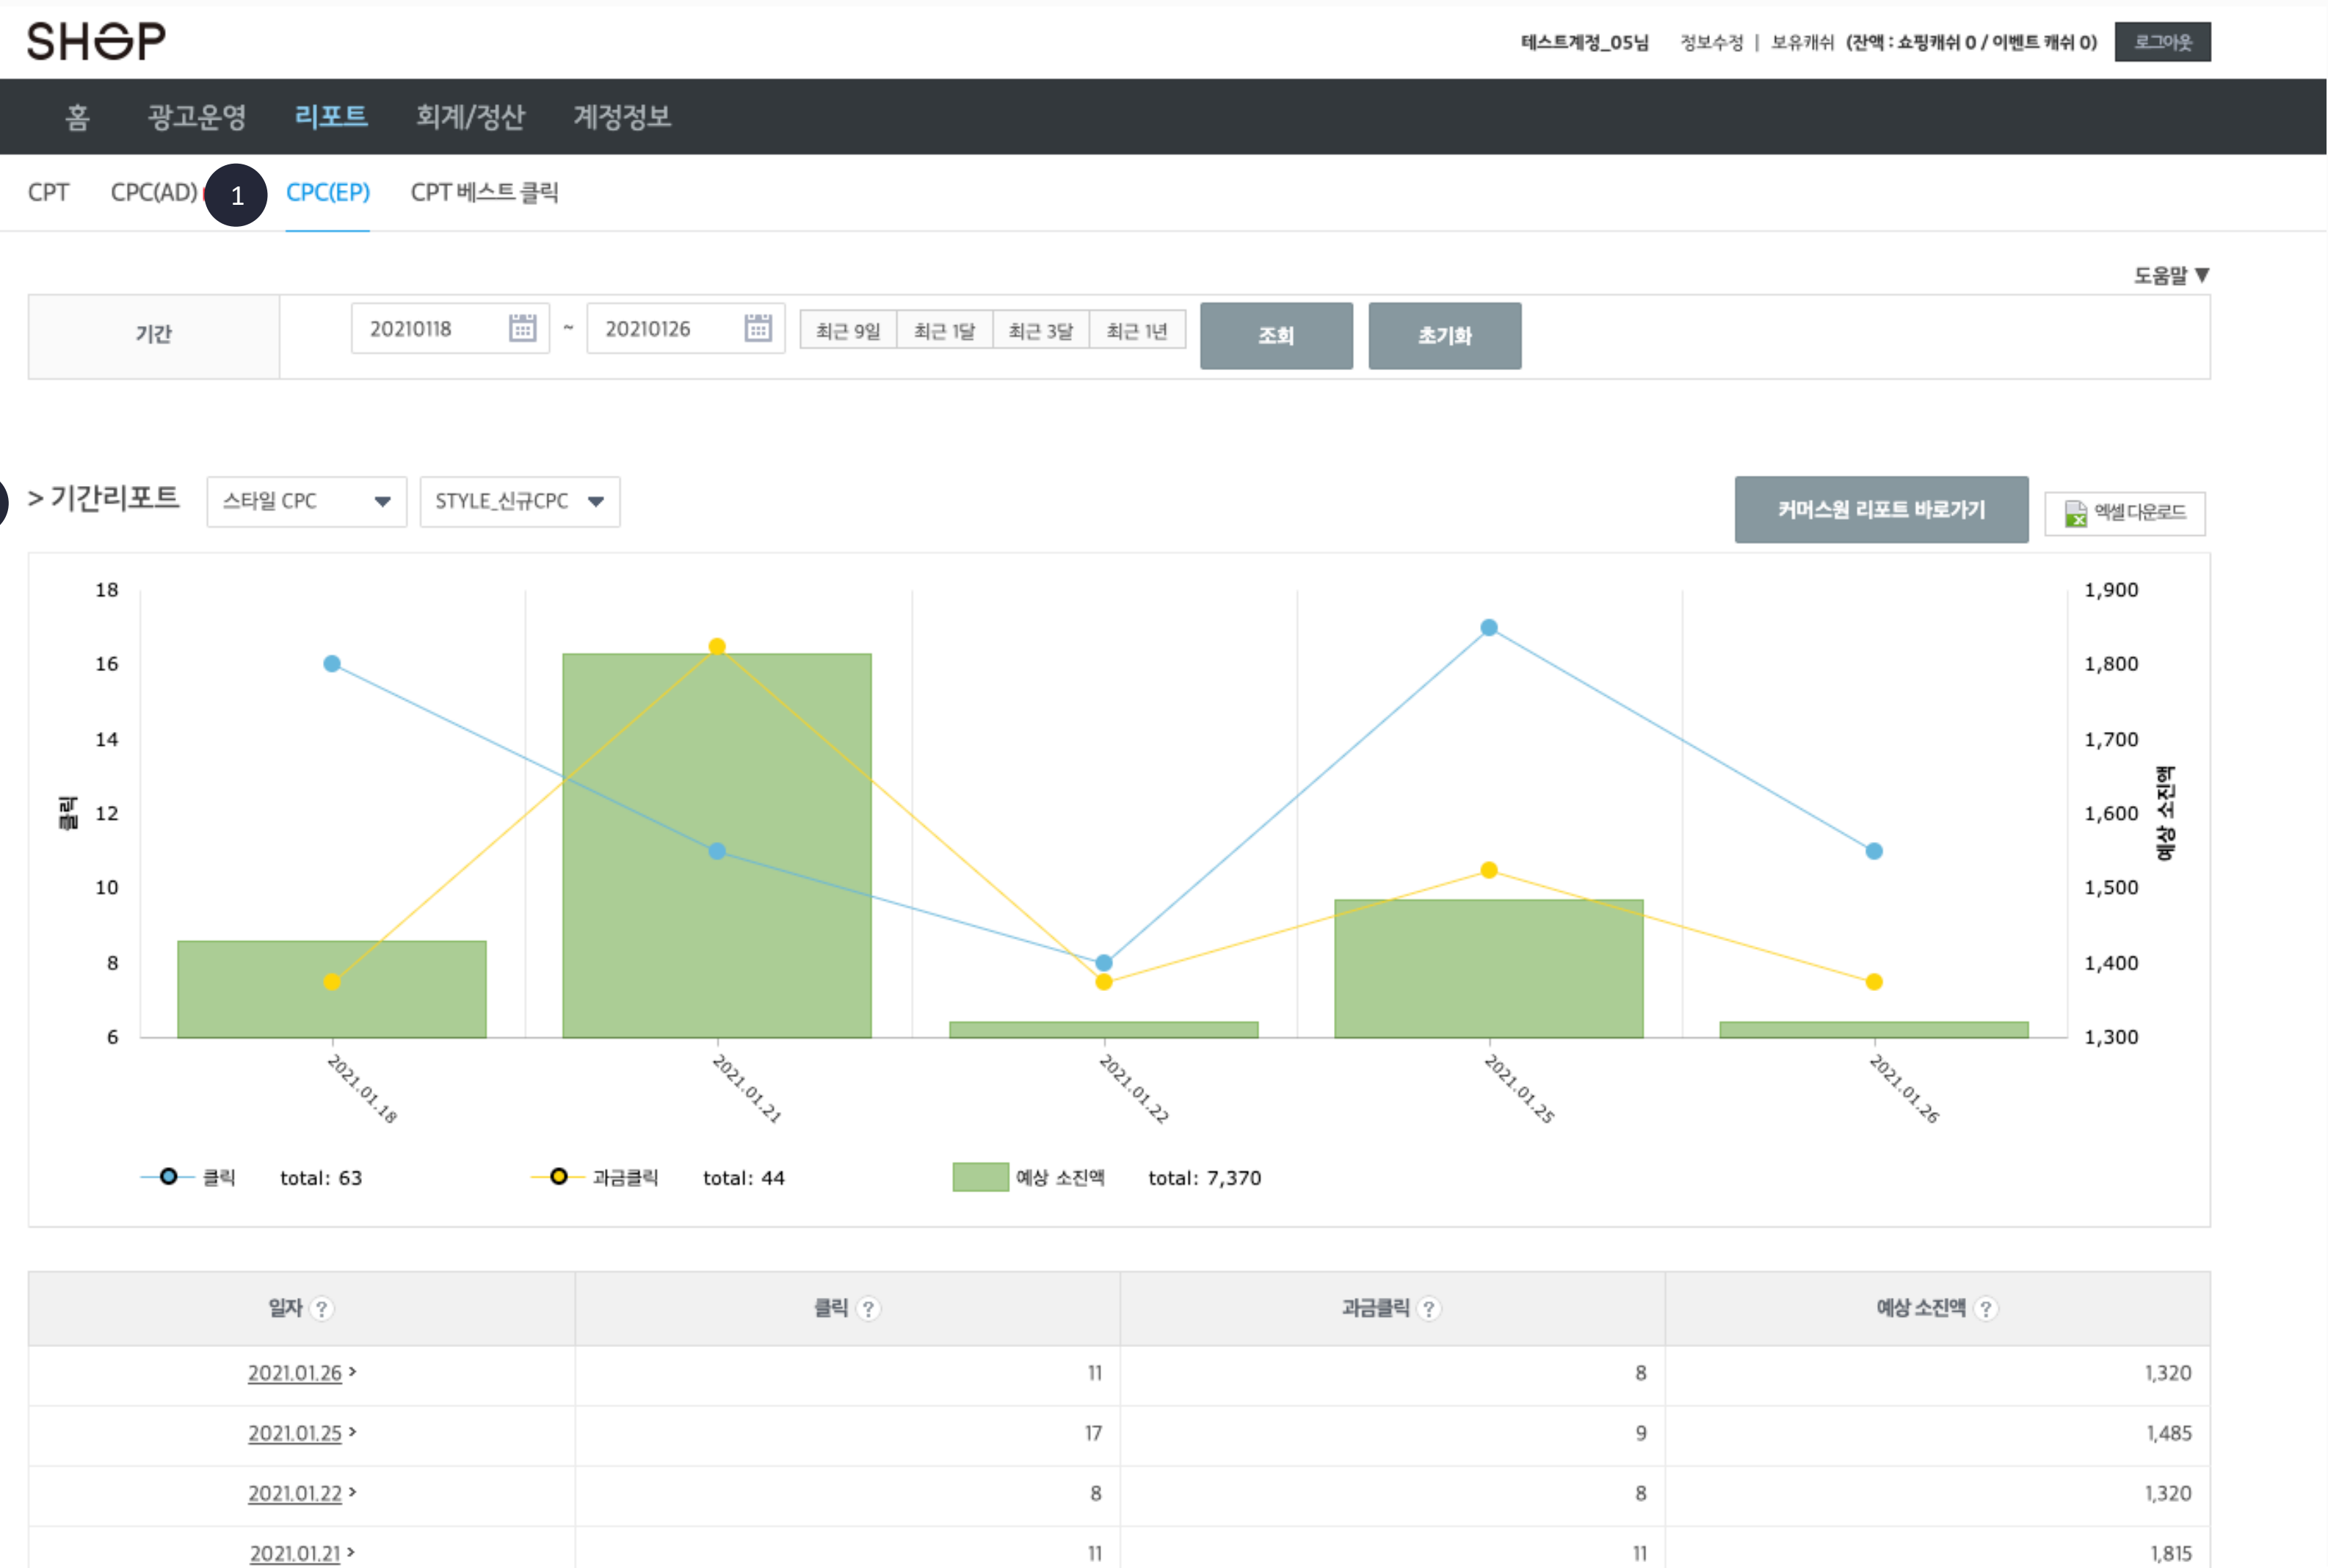 SHOP
테스트계정_05님 정보수정 | 보유캐쉬 (잔액 : 쇼핑캐쉬 0 / 이벤트 캐쉬 0) 로그아웃
홈 광고운영 리포트 회계/정산 계정정보
CPT CPC(AD) 1 CPC(EP) CPT 베스트 클릭
도움말 ▼
기간 20210118 ~ 20210126 최근 9일 최근 1달 최근 3달 최근 1년 조회 초기화
> 기간리포트 스타일 CPC STYLE_신규CPC 커머스원 리포트 바로가기 엑셀 다운로드
18 1,900
16 1,800
14 1,700
12 1,600
10 1,500
8 1,400
6 1,300
클릭
예상 소진액
2021.01.18 2021.01.21 2021.01.22 2021.01.25 2021.01.26
클릭 total: 63 과금클릭 total: 44 예상 소진액 total: 7,370
일자 ? 클릭 ? 과금클릭 ? 예상 소진액 ?
2021.01.26 > 11 8 1,320
2021.01.25 > 17 9 1,485
2021.01.22 > 8 8 1,320
2021.01.21 > 11 11 1,815